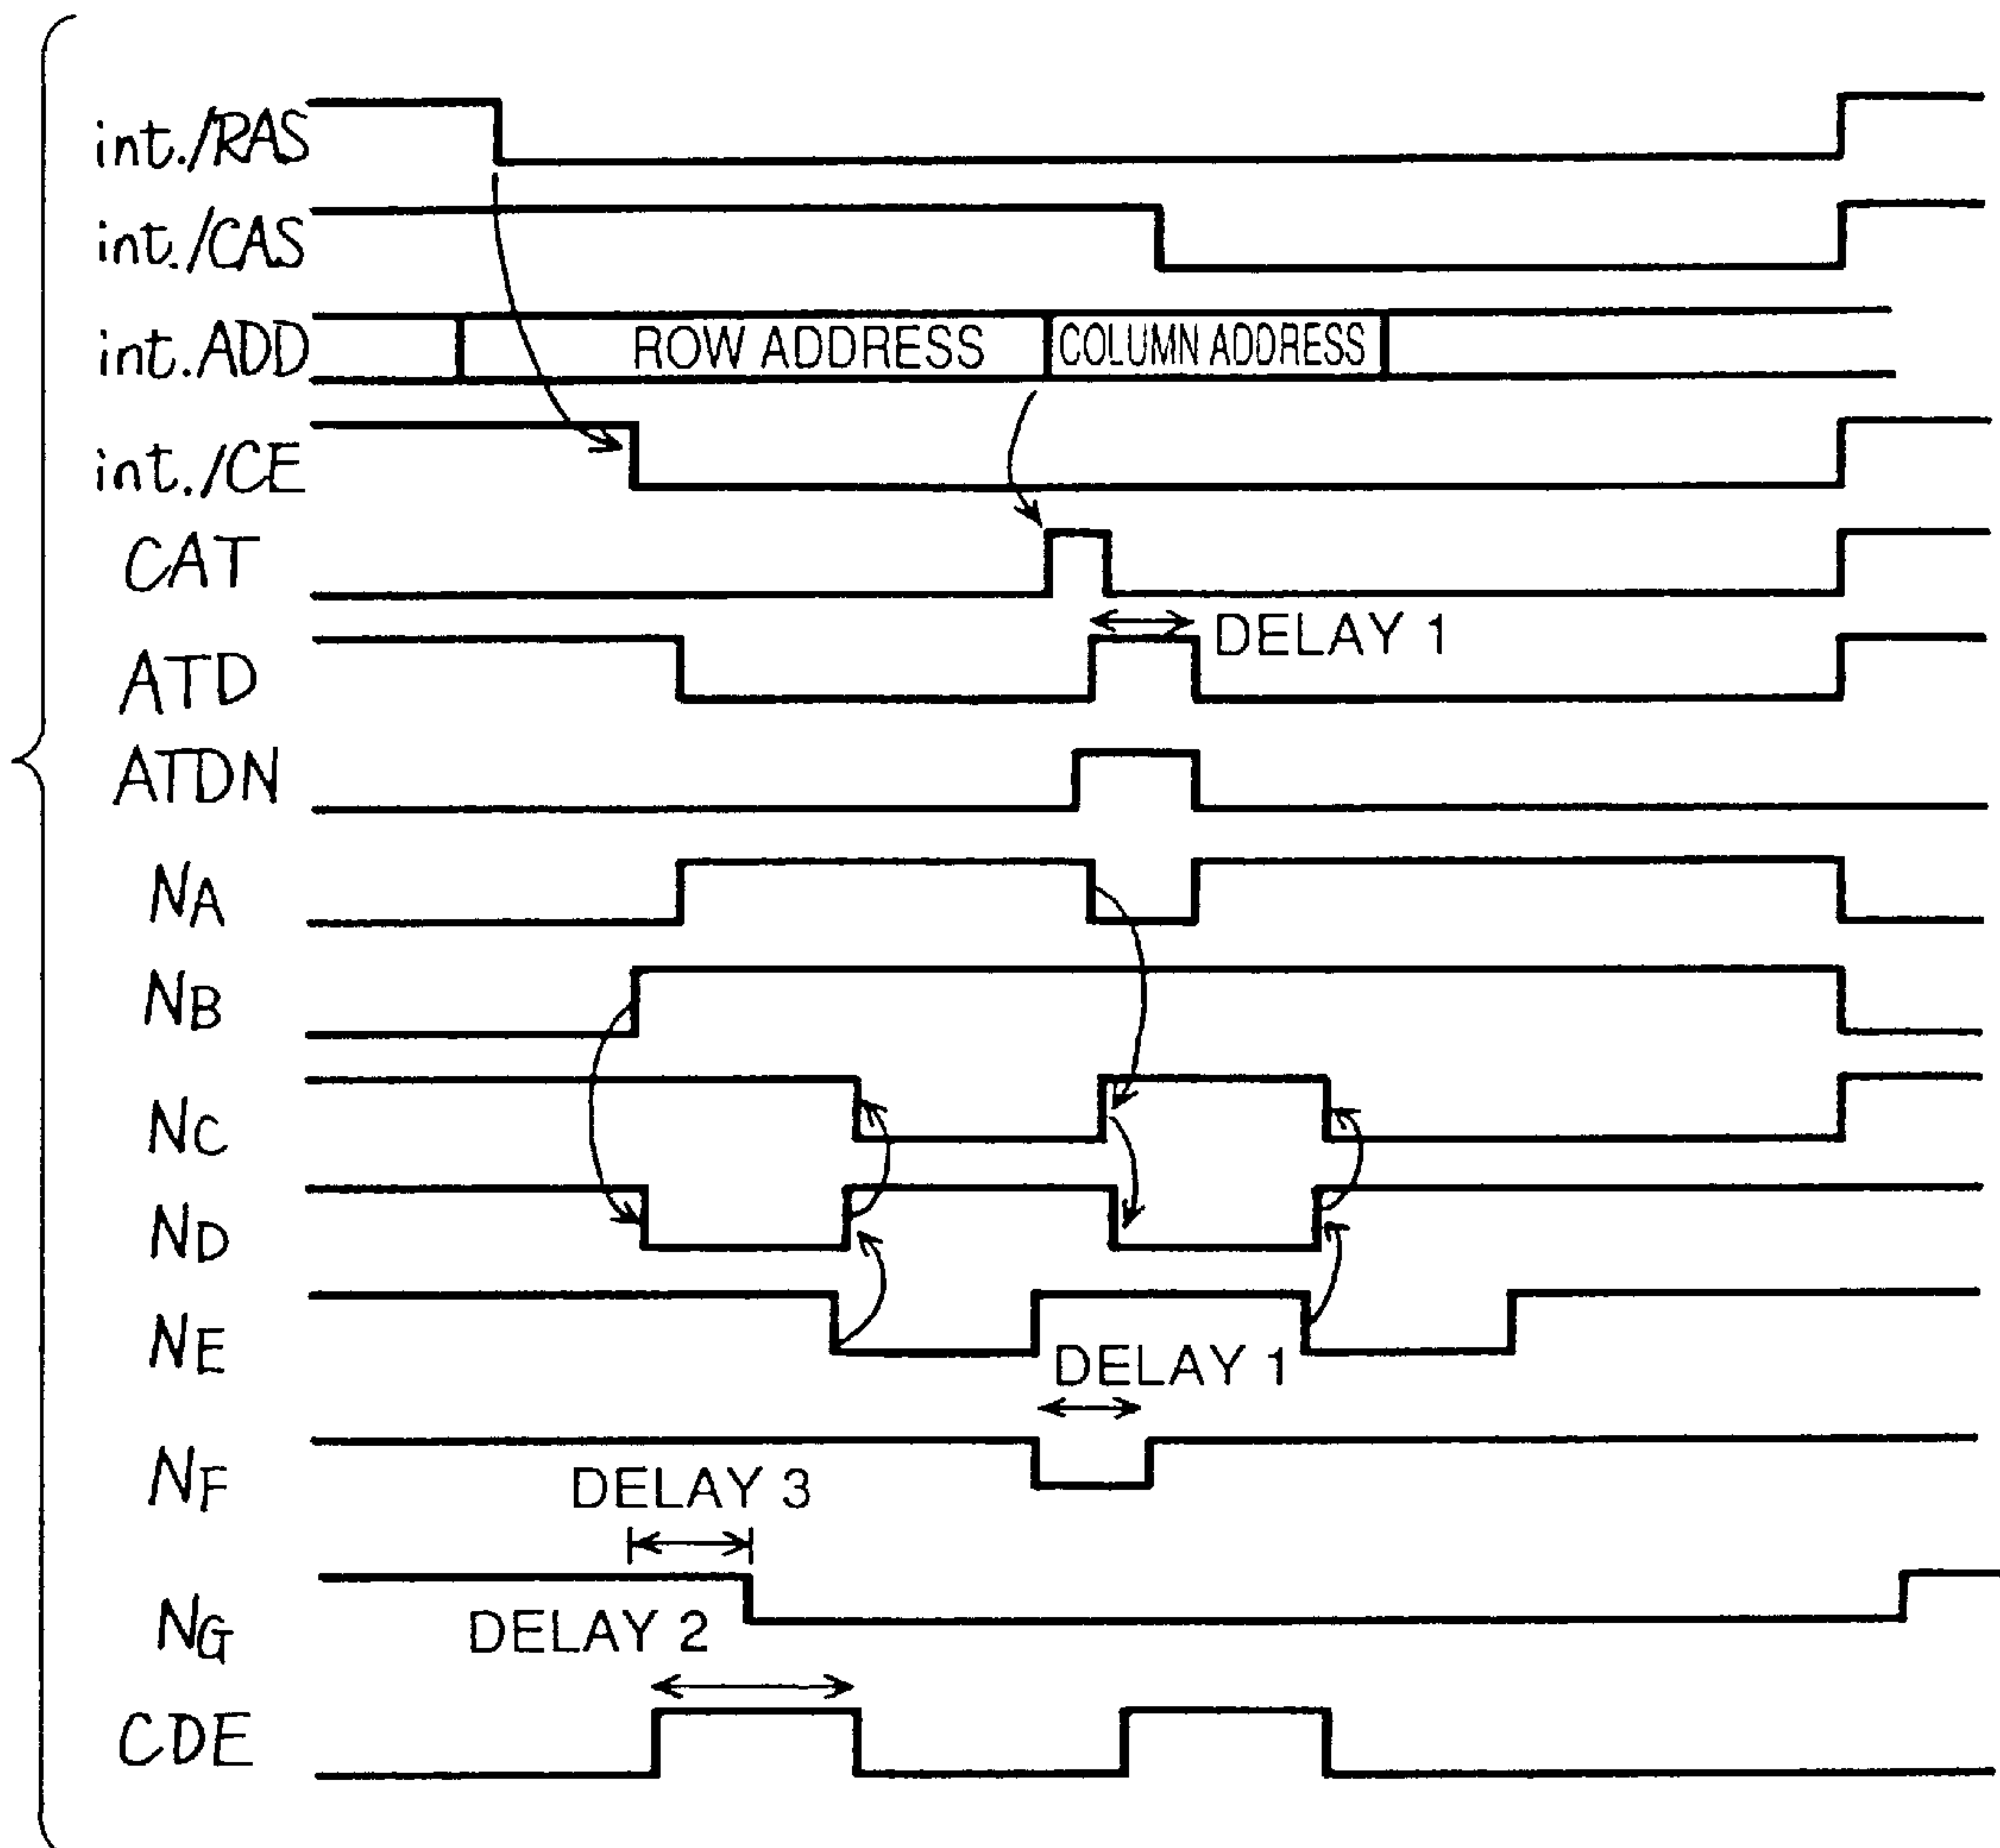 int./RAS
int./CAS
int.ADD ROW ADDRESS COLUMN ADDRESS
int./CE
CAT
DELAY 1
ATD
ATDN
NA
NB
NC
ND
NE
DELAY 1
NF
DELAY 3
NG
DELAY 2
CDE